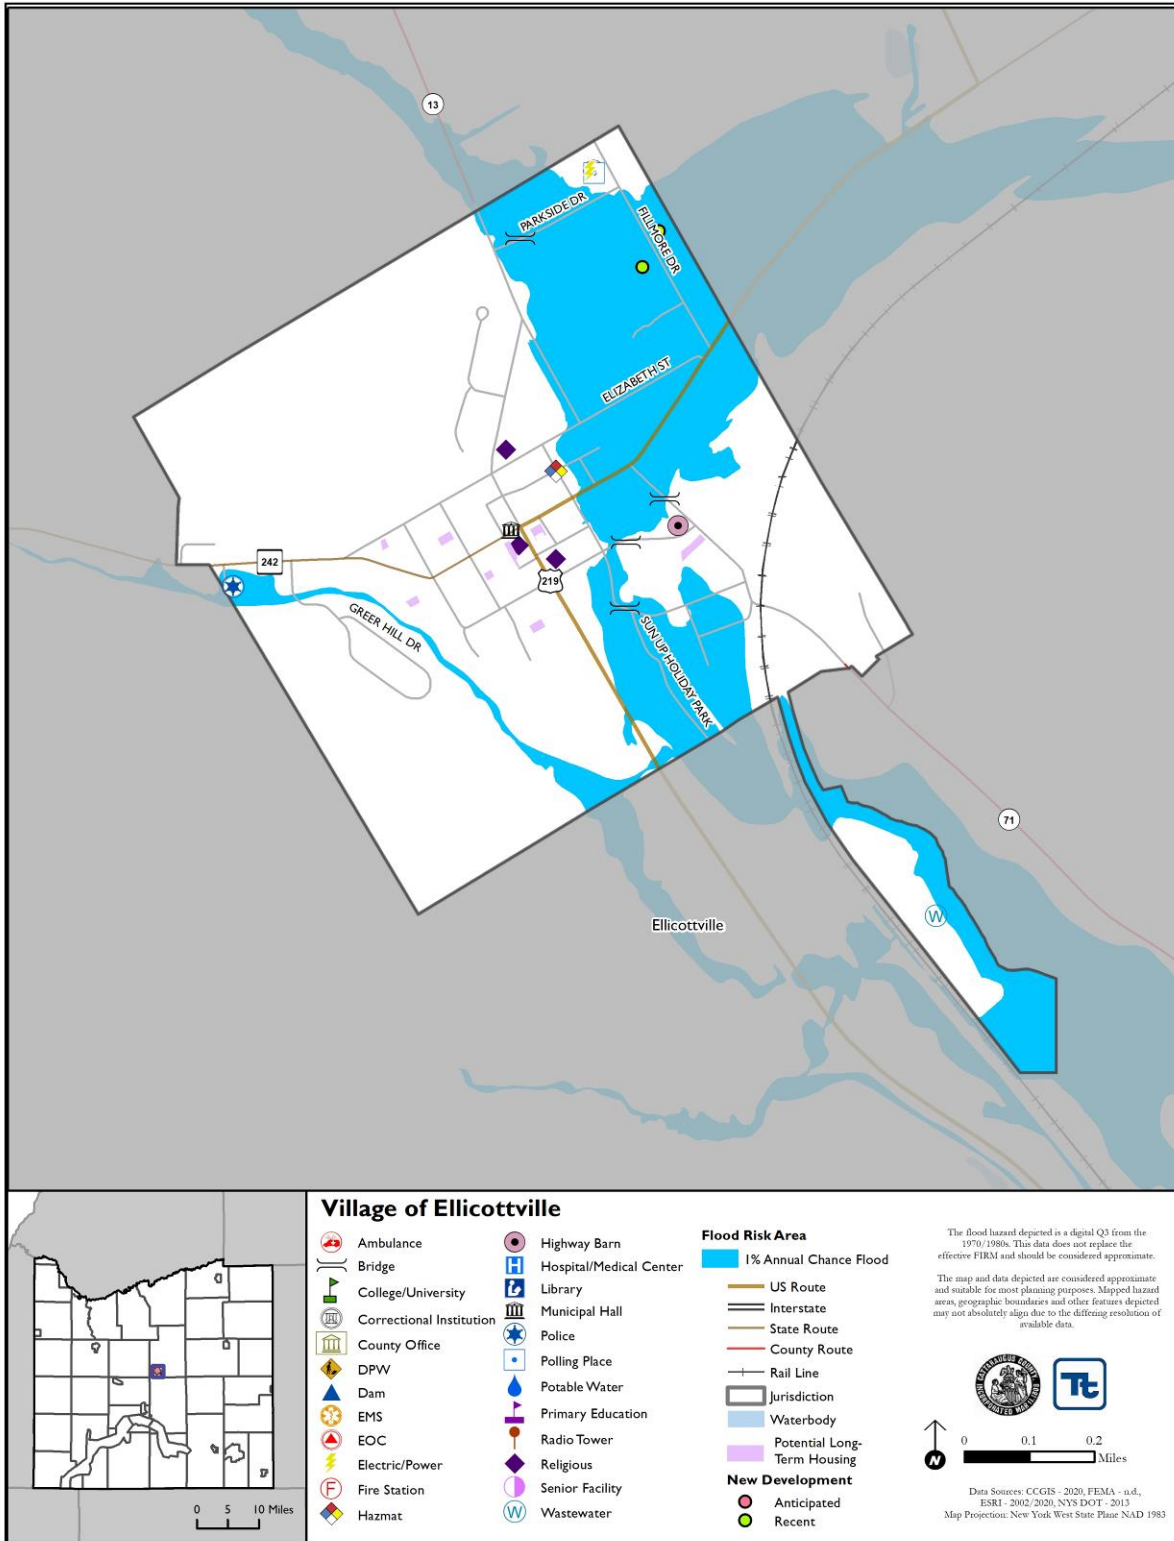 13
PARKSIDE DR
FILLMORE DR
ELIZABETH ST
242
219
GREER HILL DR
SUN UP HOLIDAY PARK
71
W
Ellicottville
0 5 10 Miles
Village of Ellicottville
Ambulance
Bridge
College/University
Correctional Institution
County Office
DPW
Dam
EMS
EOC
Electric/Power
F Fire Station
Hazmat
Highway Barn
H Hospital/Medical Center
Library
Municipal Hall
Police
Polling Place
Potable Water
Primary Education
Radio Tower
Religious
Senior Facility
W Wastewater
Flood Risk Area
1% Annual Chance Flood
US Route
Interstate
State Route
County Route
Rail Line
Jurisdiction
Waterbody
Potential Long-
Term Housing
New Development
Anticipated
Recent
The flood hazard depicted is a digital Q3 from the
1970/1980s. This data does not replace the
effective FIRM and should be considered approximate.
The map and data depicted are considered approximate
and suitable for most planning purposes. Mapped hazard
areas, geographic boundaries and other features depicted
may not absolutely align due to the differing resolution of
available data.
Tt
N
0 0.1 0.2
Miles
Data Sources: CCGIS - 2020, FEMA - n.d.,
ESRI - 2002/2020, NYS DOT - 2013
Map Projection: New York West State Plane NAD 1983